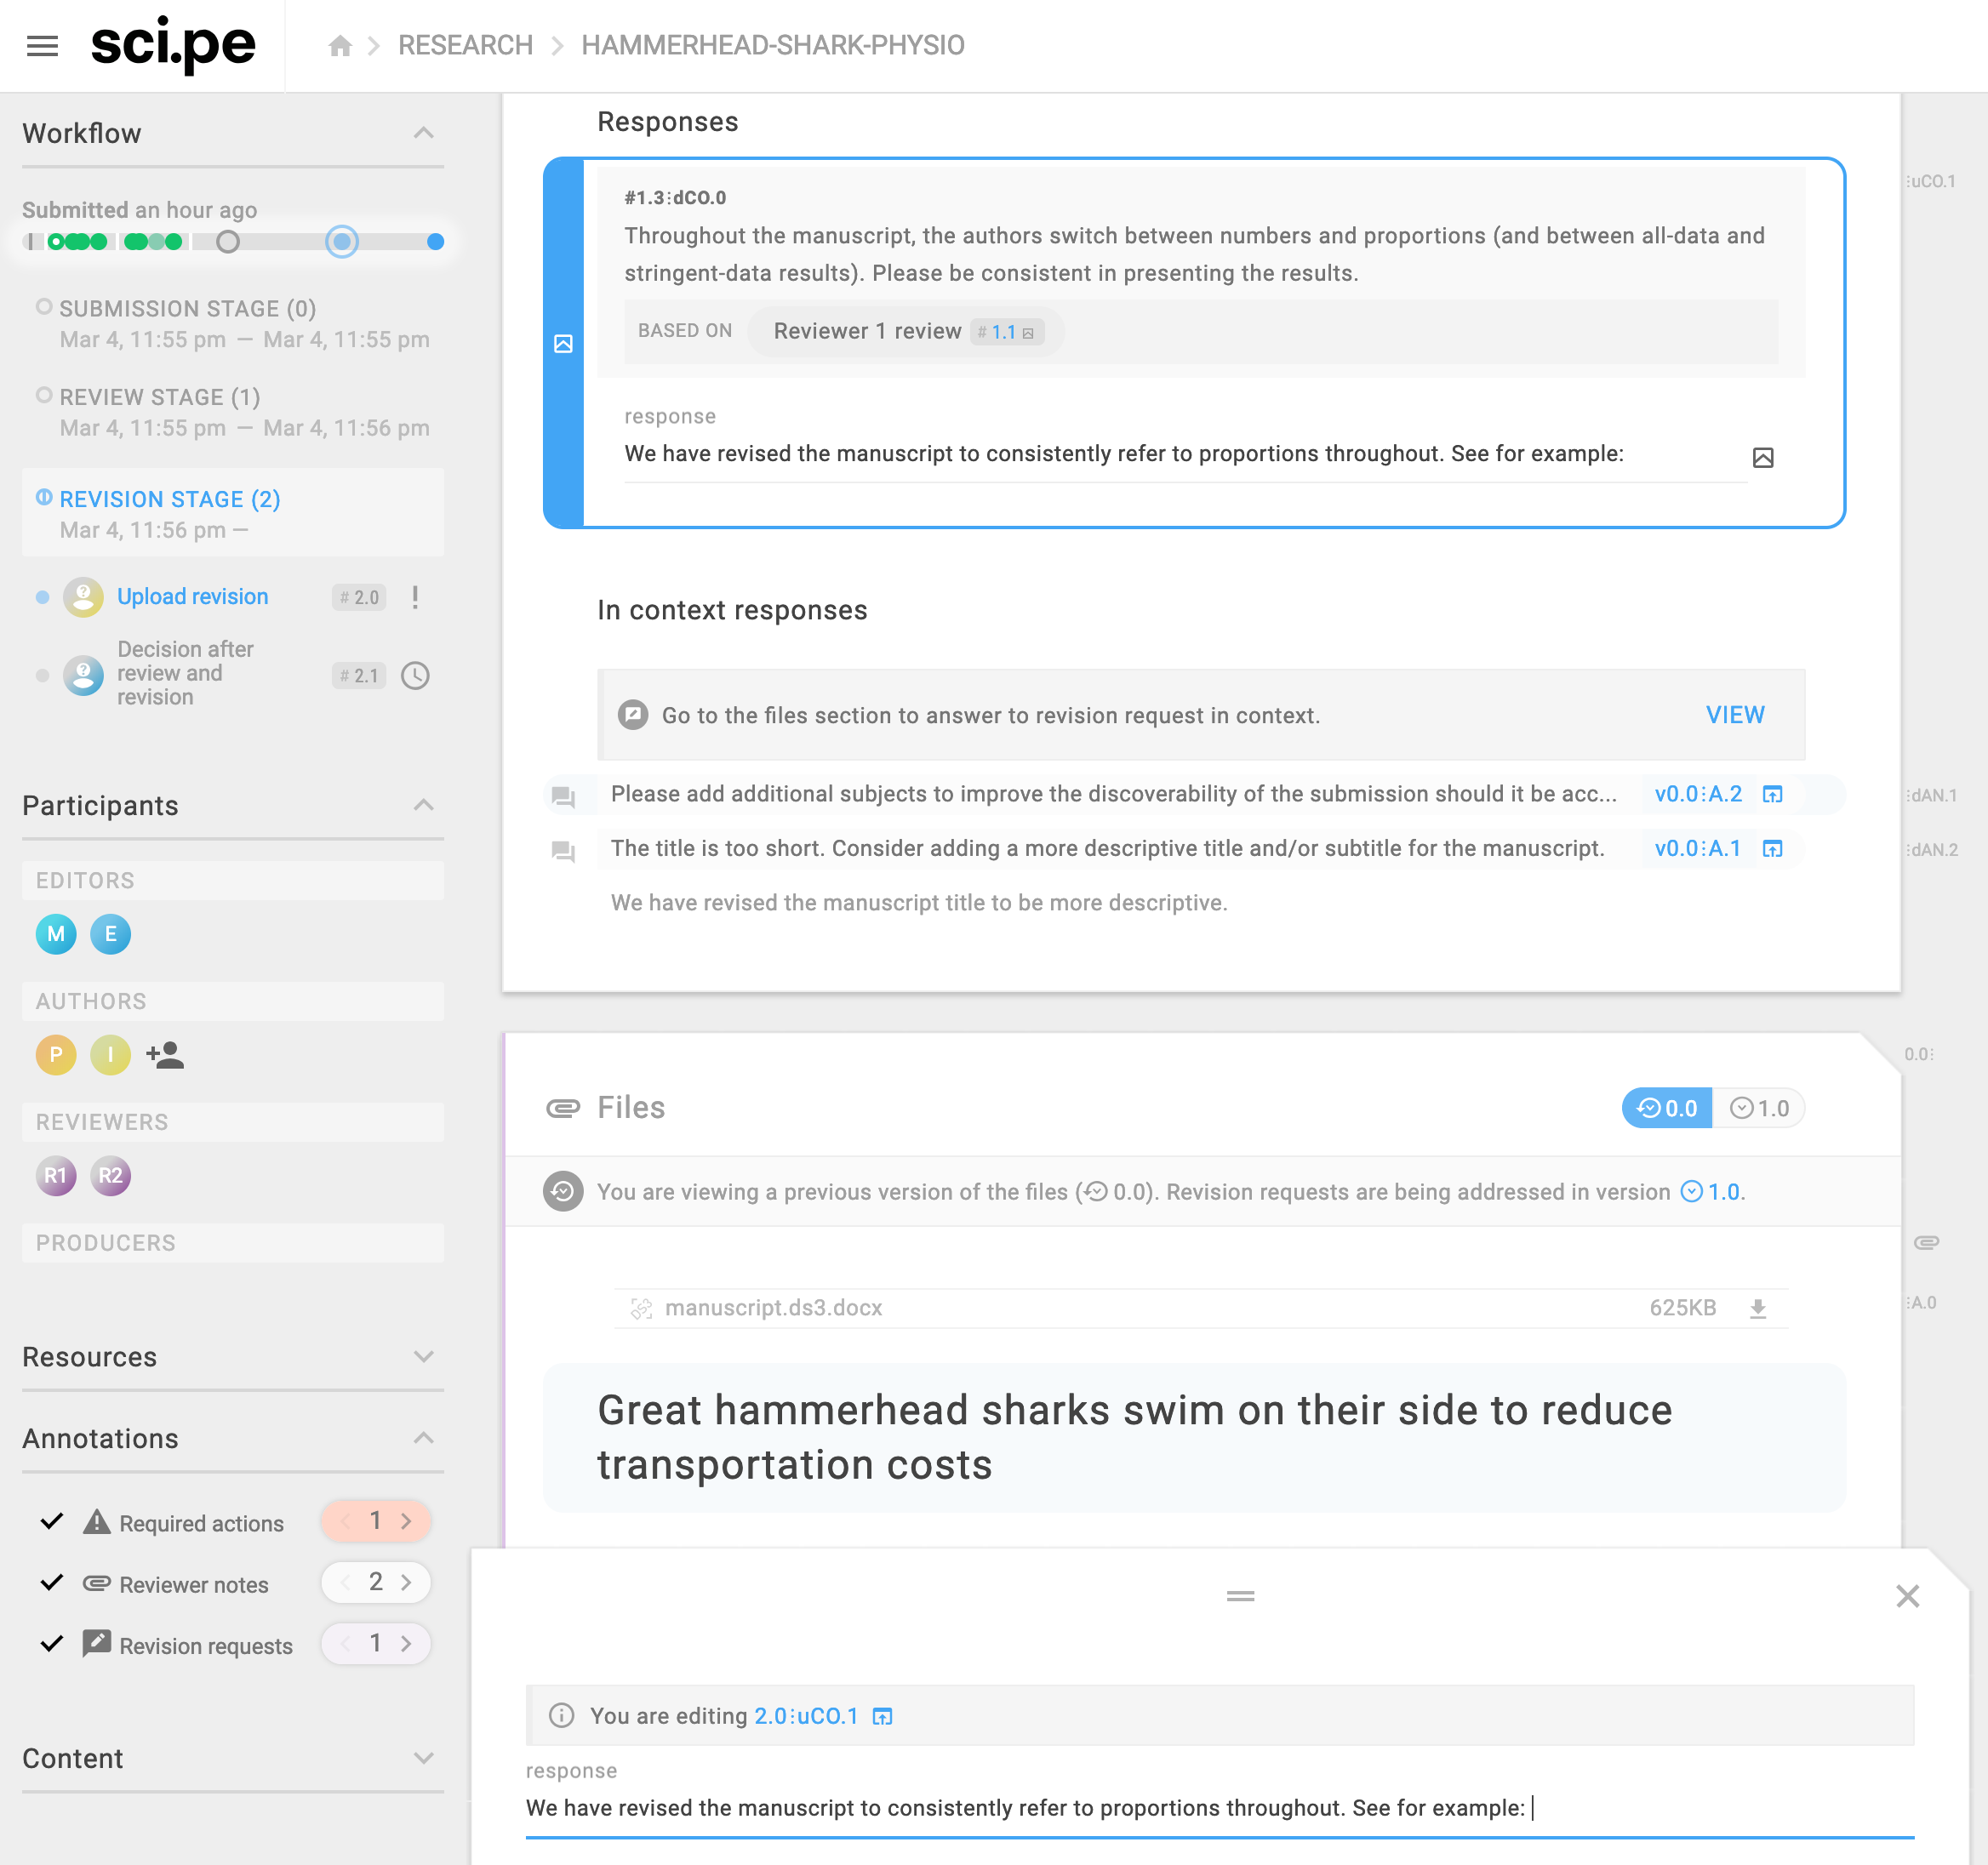 sci.pe
RESEARCH
HAMMERHEAD-SHARK-PHYSIO
Workflow
Submitted an hour ago
SUBMISSION STAGE (0)
Mar 4, 11:55 pm — Mar 4, 11:55 pm
REVIEW STAGE (1)
Mar 4, 11:55 pm — Mar 4, 11:56 pm
REVISION STAGE (2)
Mar 4, 11:56 pm —
Upload revision
# 2.0
!
Decision after
review and
revision
# 2.1
Participants
EDITORS
M E
AUTHORS
P I
REVIEWERS
R1 R2
PRODUCERS
Resources
Annotations
Required actions
1
Reviewer notes
2
Revision requests
1
Content
Responses
#1.3⁝dCO.0
Throughout the manuscript, the authors switch between numbers and proportions (and between all-data and
stringent-data results). Please be consistent in presenting the results.
BASED ON Reviewer 1 review # 1.1
response
We have revised the manuscript to consistently refer to proportions throughout. See for example:
In context responses
Go to the files section to answer to revision request in context.
VIEW
Please add additional subjects to improve the discoverability of the submission should it be acc...
v0.0⁝A.2
The title is too short. Consider adding a more descriptive title and/or subtitle for the manuscript.
v0.0⁝A.1
We have revised the manuscript title to be more descriptive.
Files
0.0 1.0
You are viewing a previous version of the files (0.0). Revision requests are being addressed in version 1.0.
manuscript.ds3.docx
625KB
Great hammerhead sharks swim on their side to reduce
transportation costs
You are editing 2.0⁝uCO.1
response
We have revised the manuscript to consistently refer to proportions throughout. See for example:
⁝uCO.1
⁝dAN.1
⁝dAN.2
0.0⁝
⁝A.0